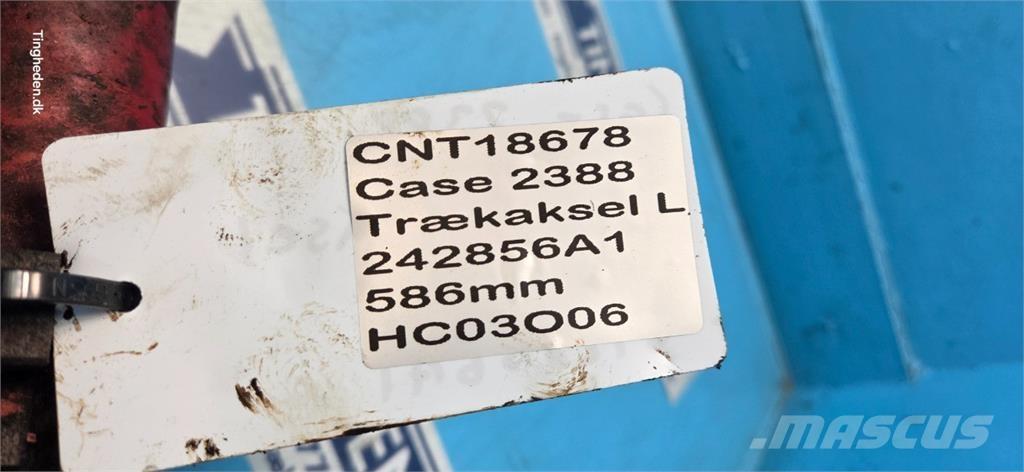 Tingheden.dk
CNT18678
Case 2388
Trækaksel L
242856A1
586mm
HC03O06
MASCUS